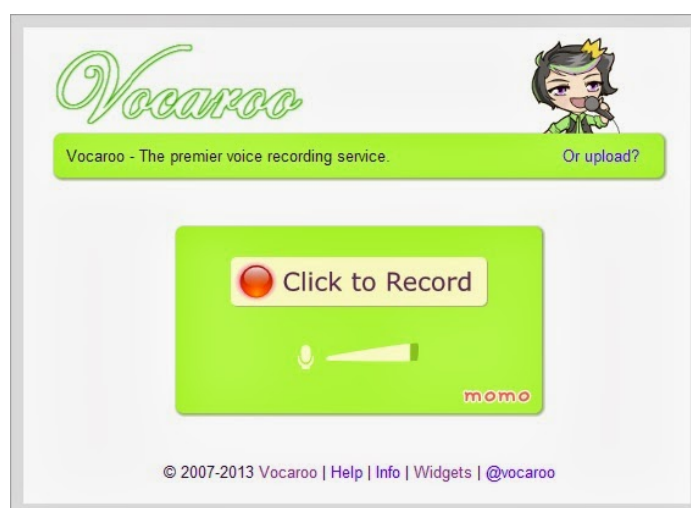 Vocaroo
Vocaroo - The premier voice recording service. Or upload?
Click to Record
momo
© 2007-2013 Vocaroo | Help | Info | Widgets | @vocaroo